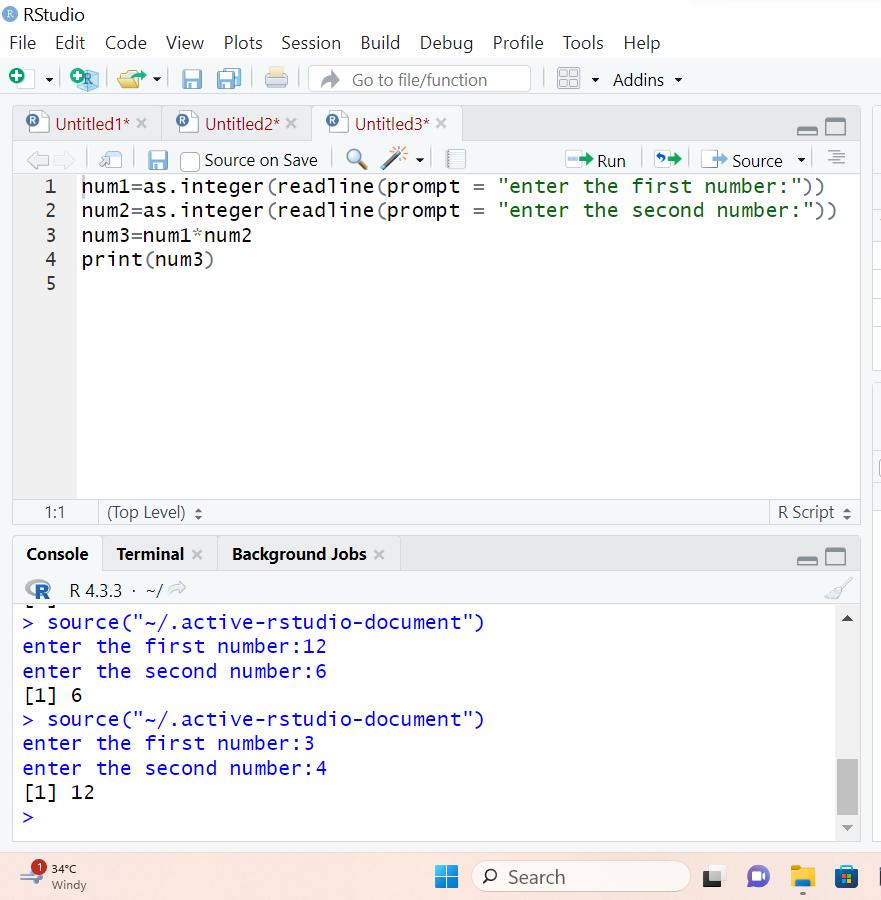 RStudio
File Edit Code View Plots Session Build Debug Profile Tools Help
Go to file/function Addins
Untitled1* Untitled2* Untitled3*
Source on Save Run Source
1 num1=as.integer(readline(prompt = "enter the first number:"))
2 num2=as.integer(readline(prompt = "enter the second number:"))
3 num3=num1*num2
4 print(num3)
5
1:1 (Top Level) R Script
Console Terminal Background Jobs
R 4.3.3 · ~/
> source("~/.active-rstudio-document")
enter the first number:12
enter the second number:6
[1] 6
> source("~/.active-rstudio-document")
enter the first number:3
enter the second number:4
[1] 12
>
1 34°C
Windy
Search